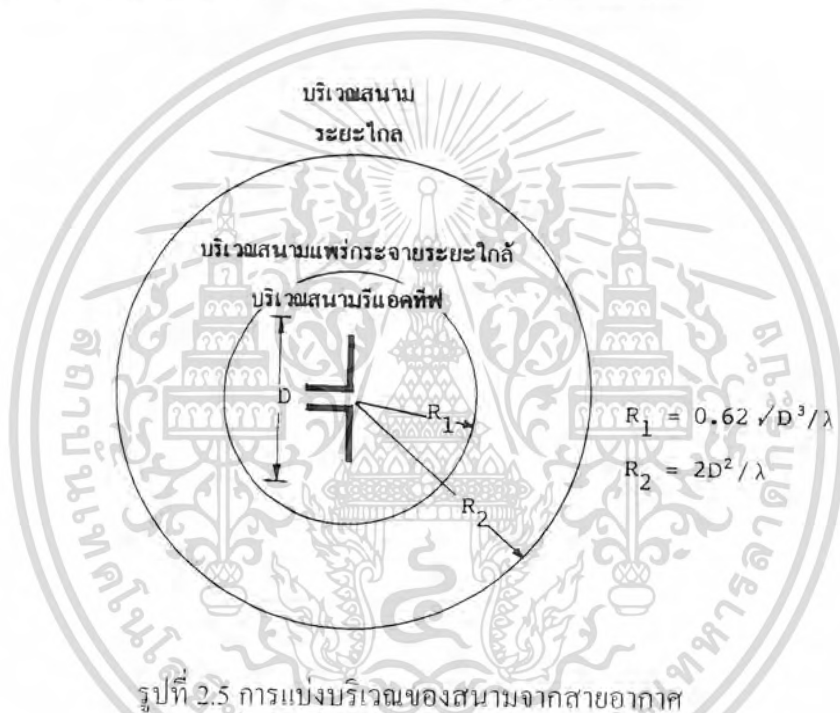 บริเวณสนาม
ระยะไกล
บริเวณสนามแพร่กระจายระยะใกล้
บริเวณสนามรีแอคทีฟ
D
R₁
R₂
R₁ = 0.62 √D³/λ
R₂ = 2D²/λ
รูปที่ 2.5 การแบ่งบริเวณของสนามจากสายอากาศ